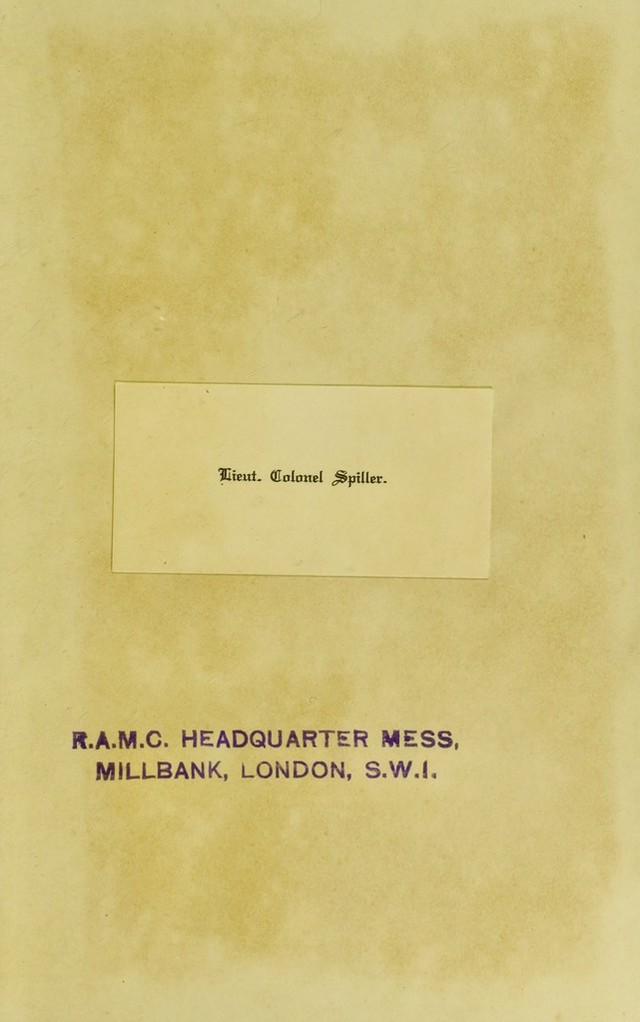 Lieut. Colonel Spiller.
R.A.M.C. HEADQUARTER MESS,
MILLBANK, LONDON, S.W.1.